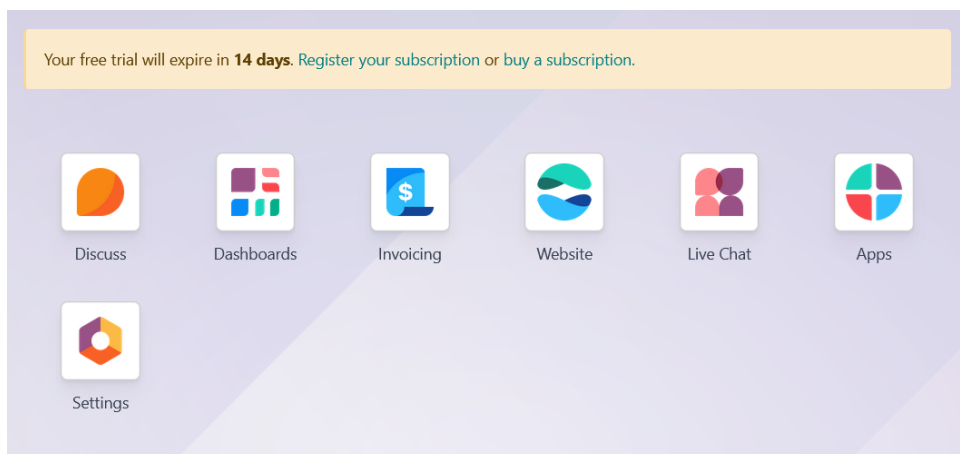 Your free trial will expire in 14 days. Register your subscription or buy a subscription.
Discuss
Dashboards
Invoicing
Website
Live Chat
Apps
Settings